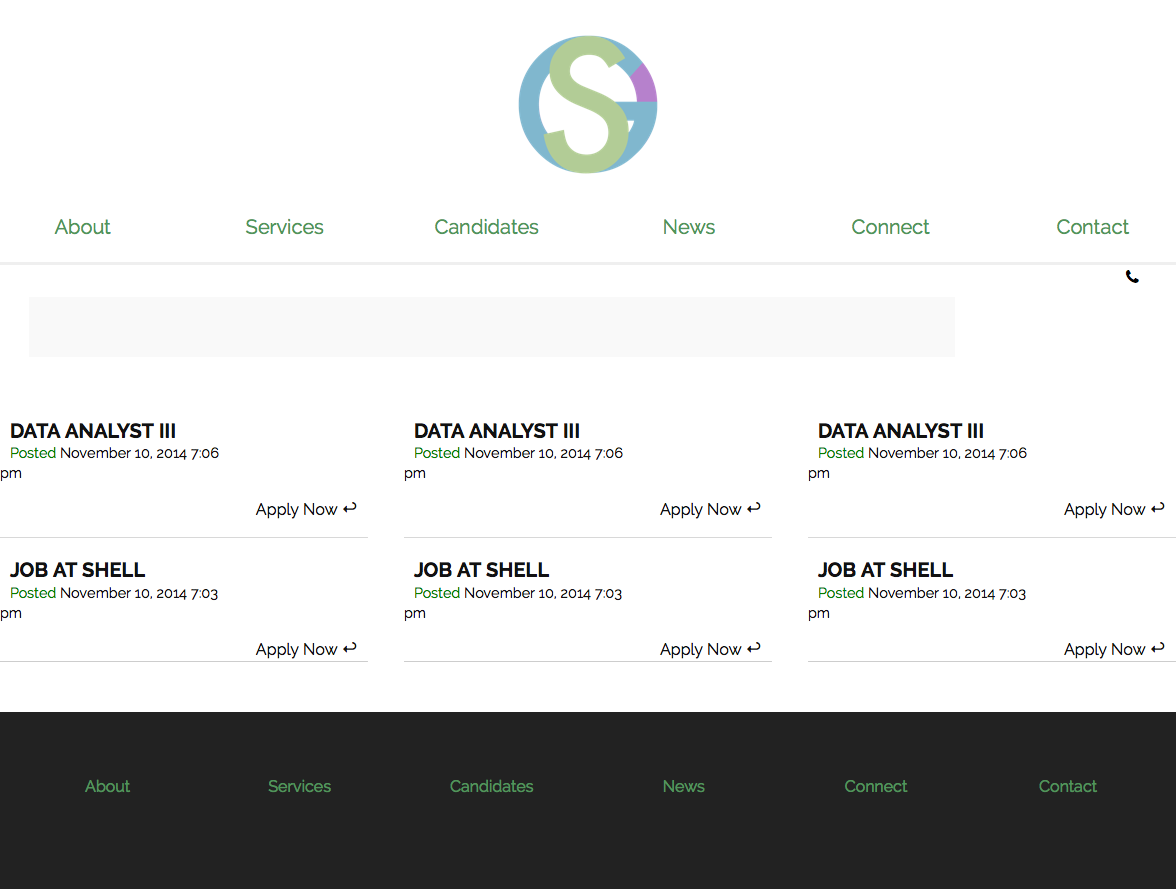 SG
About Services Candidates News Connect Contact
DATA ANALYST III
Posted November 10, 2014 7:06
pm
Apply Now ↩
DATA ANALYST III
Posted November 10, 2014 7:06
pm
Apply Now ↩
DATA ANALYST III
Posted November 10, 2014 7:06
pm
Apply Now ↩
JOB AT SHELL
Posted November 10, 2014 7:03
pm
Apply Now ↩
JOB AT SHELL
Posted November 10, 2014 7:03
pm
Apply Now ↩
JOB AT SHELL
Posted November 10, 2014 7:03
pm
Apply Now ↩
About Services Candidates News Connect Contact